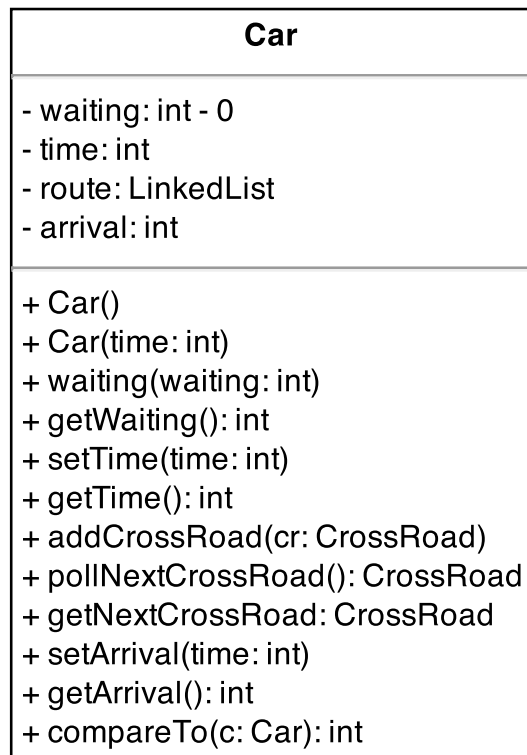 Car
- waiting: int - 0
- time: int
- route: LinkedList
- arrival: int
+ Car()
+ Car(time: int)
+ waiting(waiting: int)
+ getWaiting(): int
+ setTime(time: int)
+ getTime(): int
+ addCrossRoad(cr: CrossRoad)
+ pollNextCrossRoad(): CrossRoad
+ getNextCrossRoad: CrossRoad
+ setArrival(time: int)
+ getArrival(): int
+ compareTo(c: Car): int